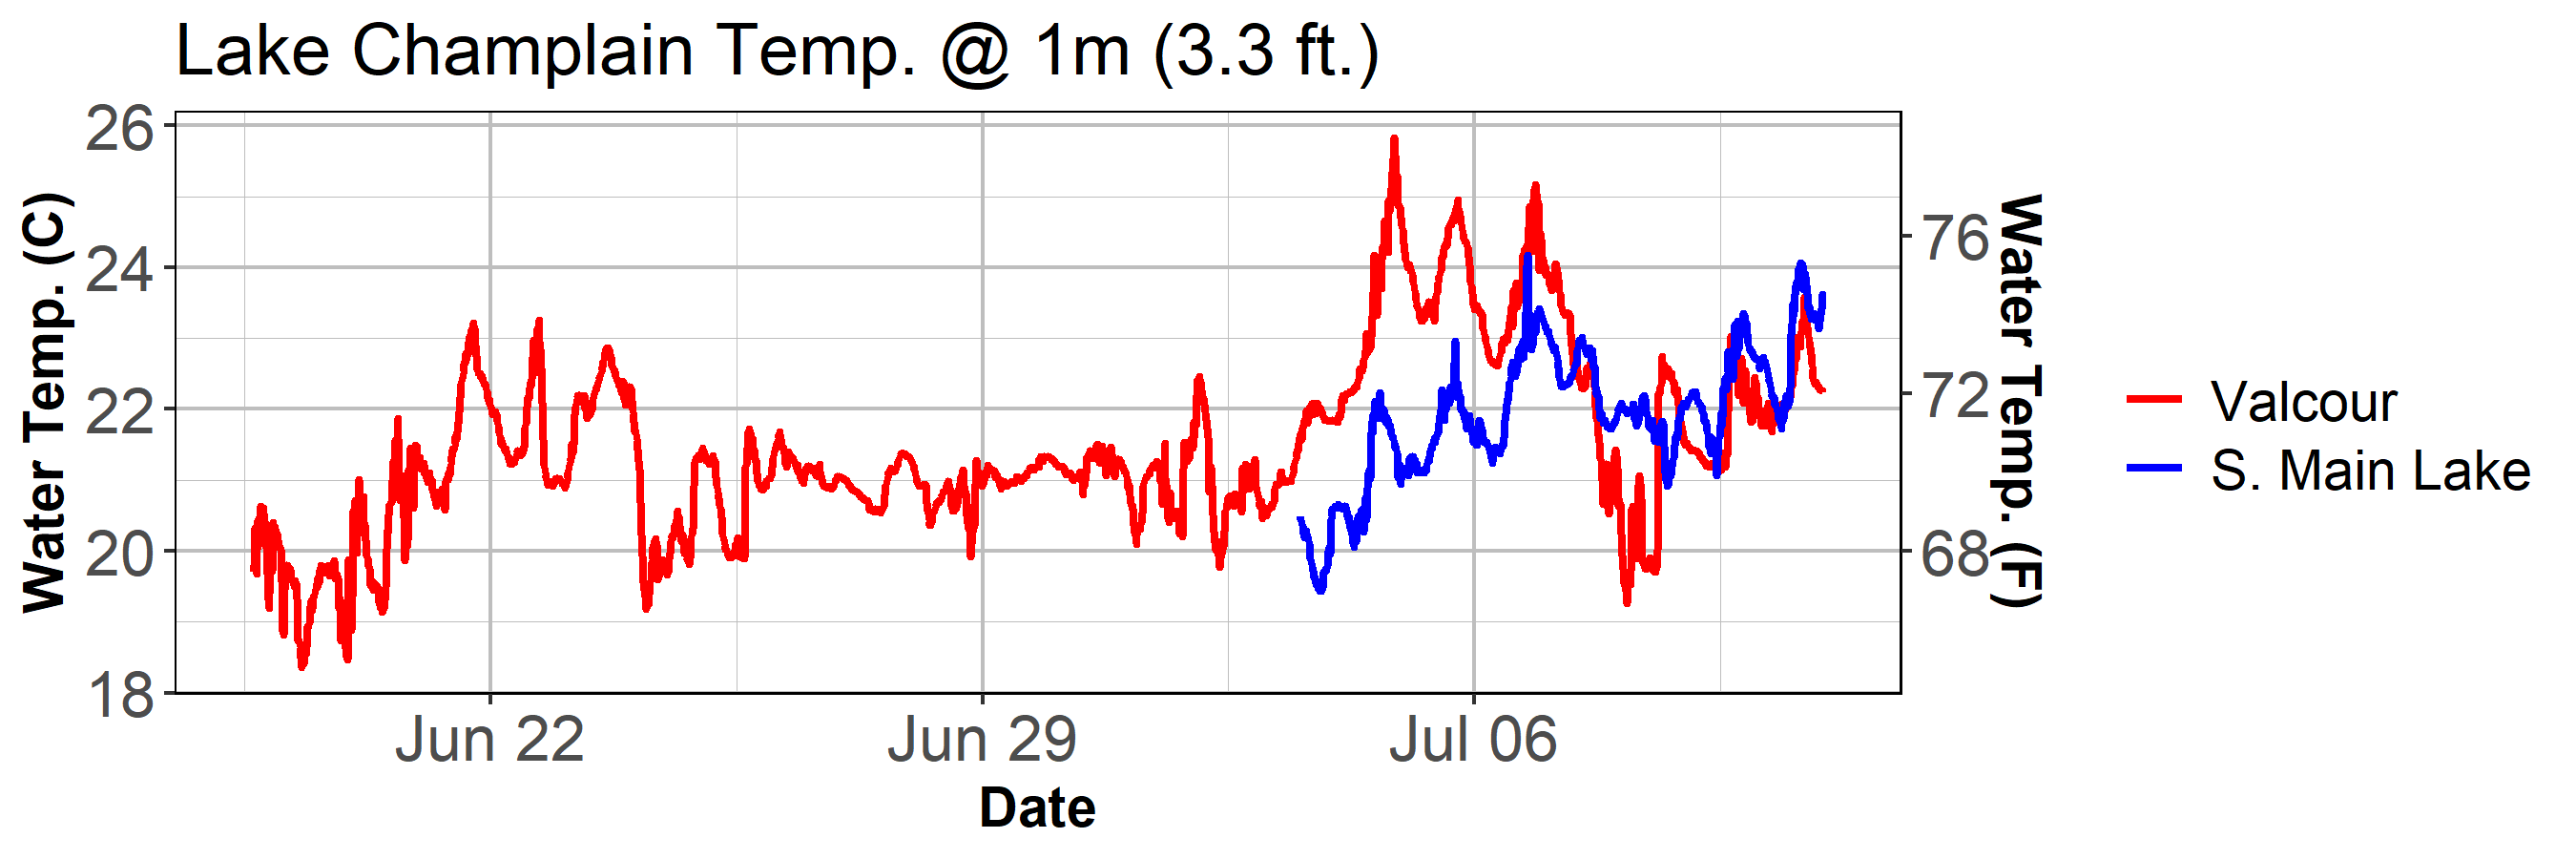 Lake Champlain Temp. @ 1m (3.3 ft.)
Water Temp. (C)
26
24
22
20
18
76
72
68
Water Temp. (F)
Jun 22
Jun 29
Jul 06
Date
Valcour
S. Main Lake